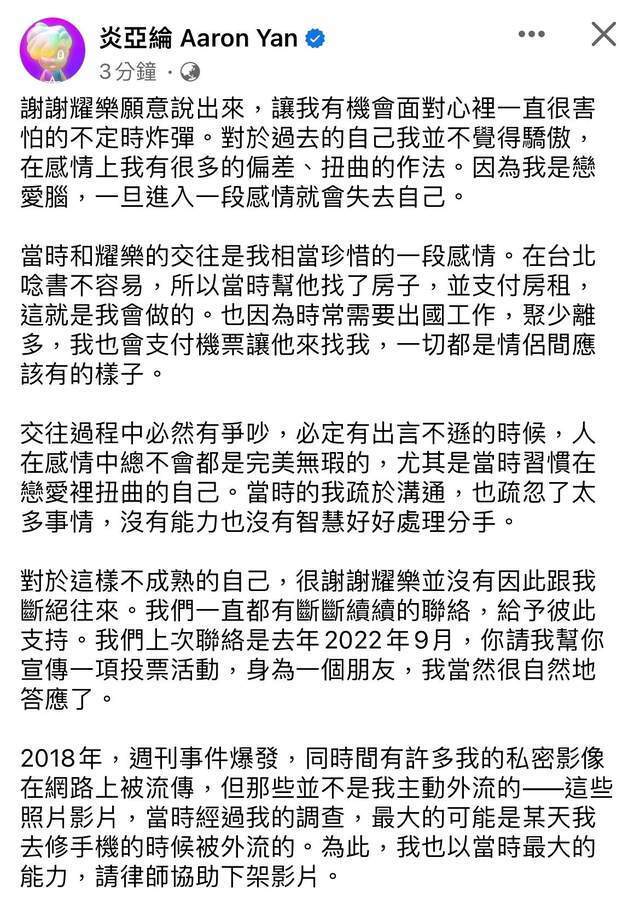 炎亞綸 Aaron Yan
3分鐘
謝謝耀樂願意說出來，讓我有機會面對心裡一直很害
怕的不定時炸彈。對於過去的自己我並不覺得驕傲，
在感情上我有很多的偏差、扭曲的作法。因為我是戀
愛腦，一旦進入一段感情就會失去自己。
當時和耀樂的交往是我相當珍惜的一段感情。在台北
唸書不容易，所以當時幫他找了房子，並支付房租，
這就是我會做的。也因為時常需要出國工作，聚少離
多，我也會支付機票讓他來找我，一切都是情侶間應
該有的樣子。
交往過程中必然有爭吵，必定有出言不遜的時候，人
在感情中總不會都是完美無瑕的，尤其是當時習慣在
戀愛裡扭曲的自己。當時的我疏於溝通，也疏忽了太
多事情，沒有能力也沒有智慧好好處理分手。
對於這樣不成熟的自己，很謝謝耀樂並沒有因此跟我
斷絕往來。我們一直都有斷斷續續的聯絡，給予彼此
支持。我們上次聯絡是去年2022年9月，你請我幫你
宣傳一項投票活動，身為一個朋友，我當然很自然地
答應了。
2018年，週刊事件爆發，同時間有許多我的私密影像
在網路上被流傳，但那些並不是我主動外流的——這些
照片影片，當時經過我的調查，最大的可能是某天我
去修手機的時候被外流的。為此，我也以當時最大的
能力，請律師協助下架影片。